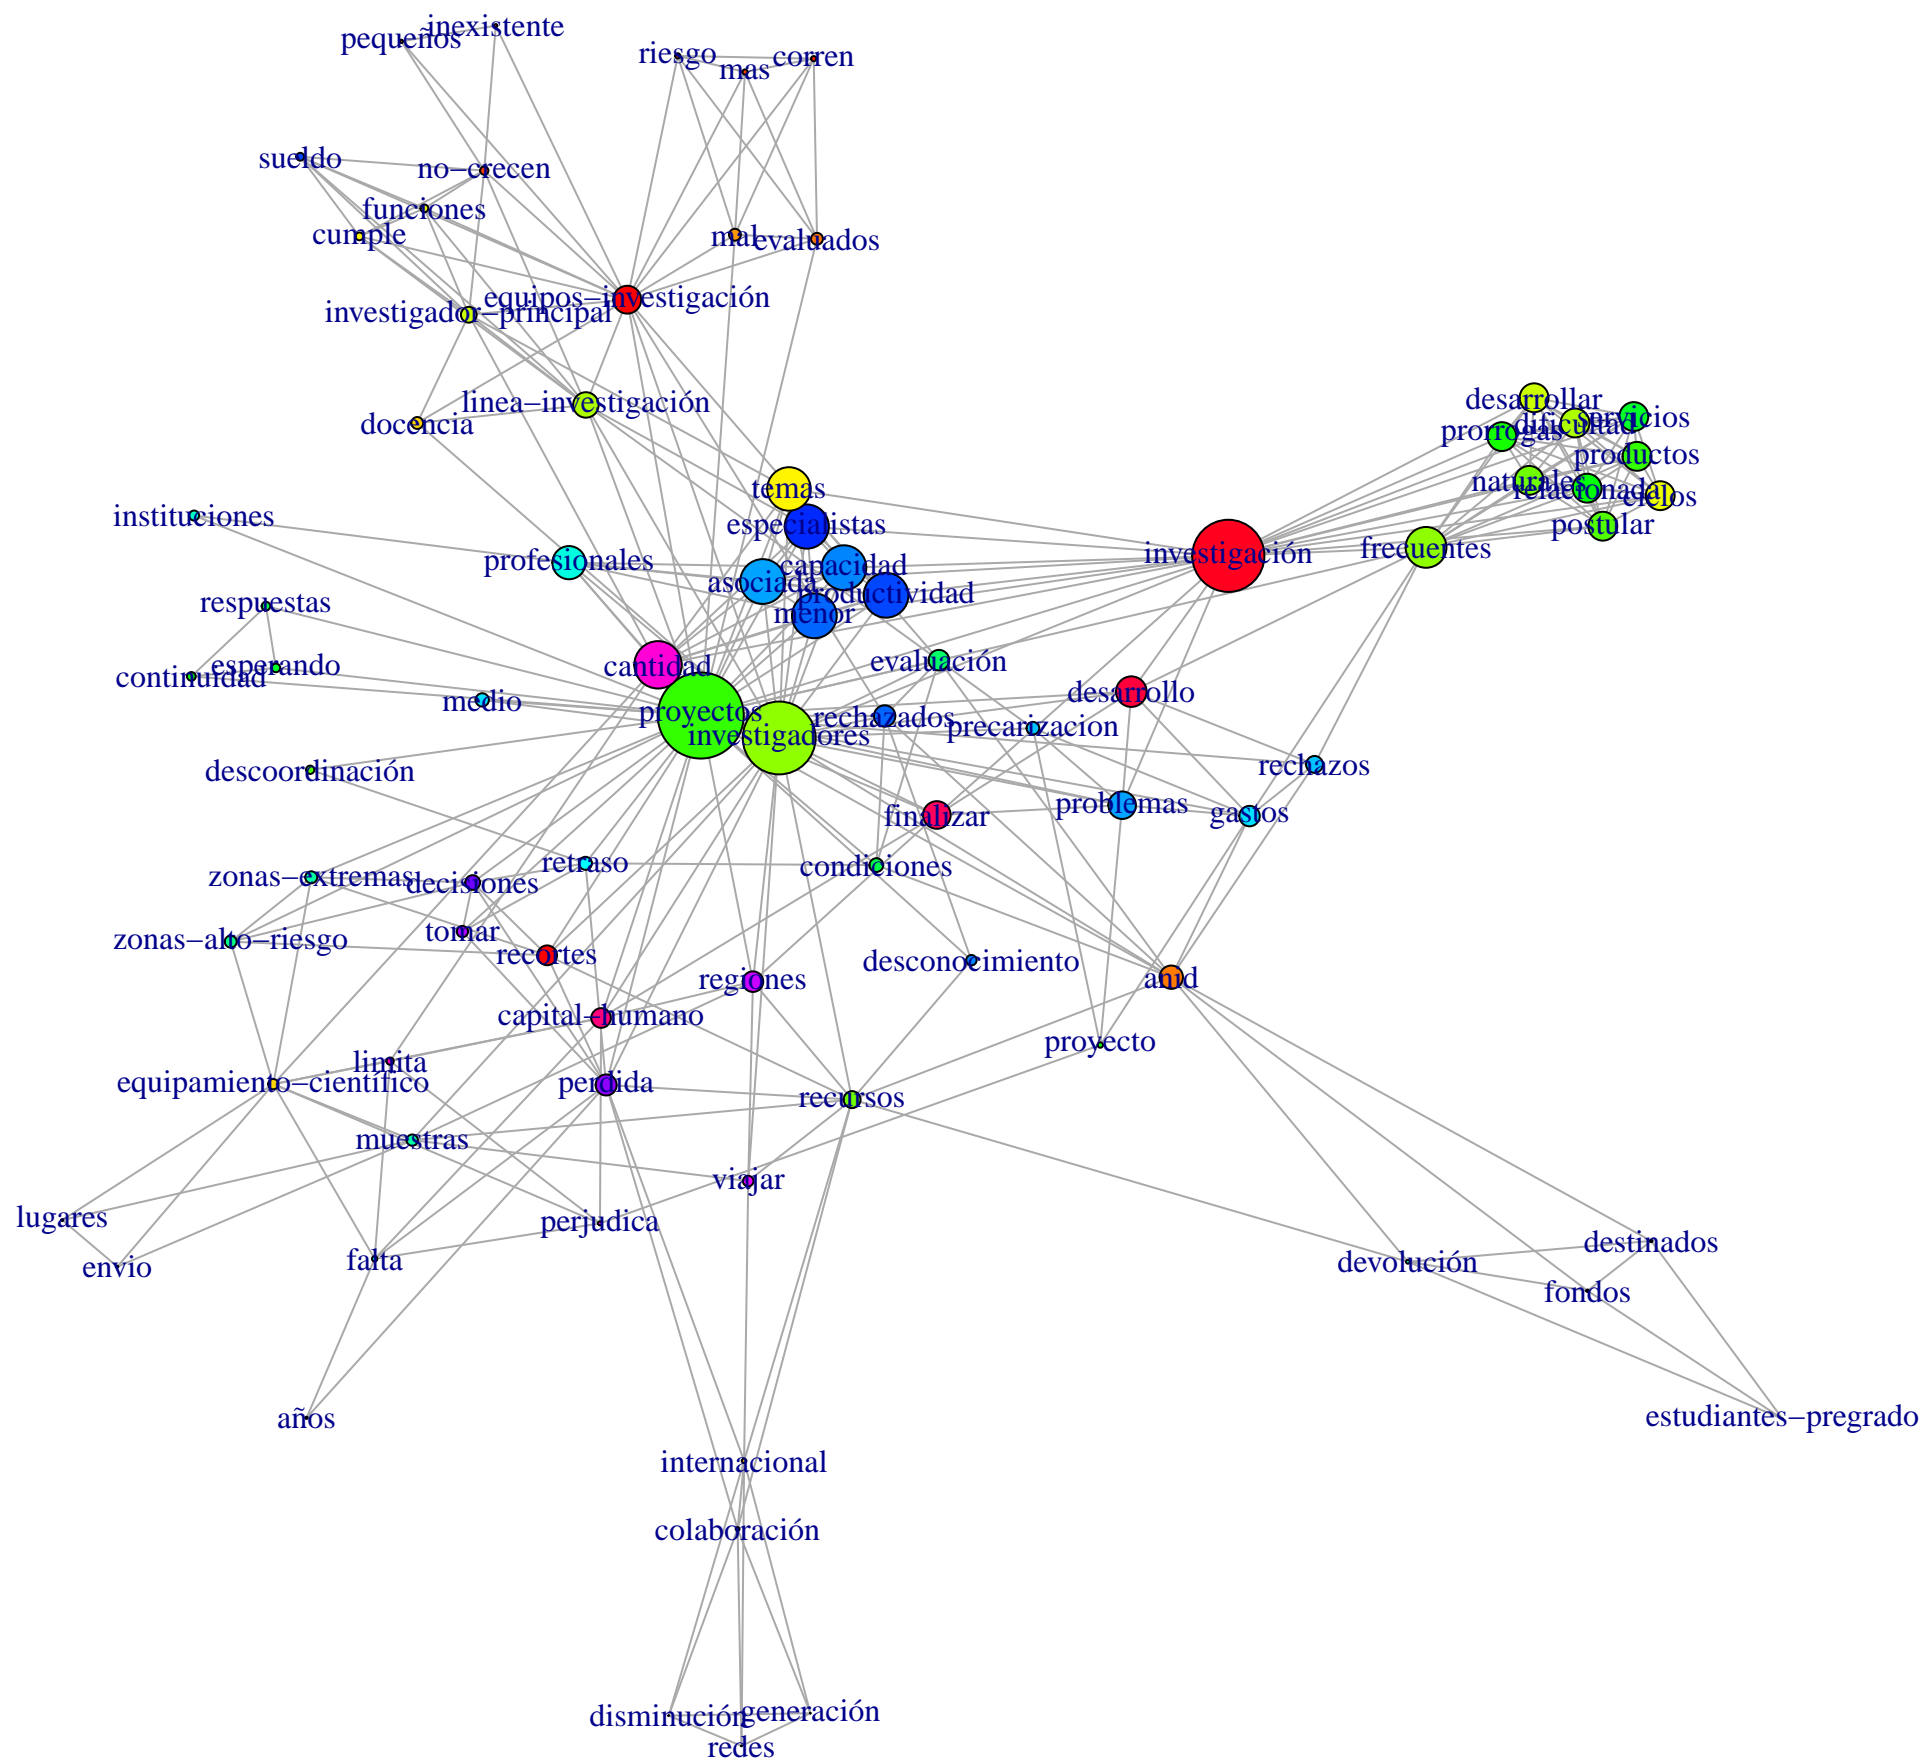 inexistente
pequeños
riesgo
mas
corren
sueldo
no−crecen
funciones
cumple
mal
evaluados
equipos−investigación
investigador−principal
linea−investigación
docencia
desarrollar
servicios
dificultad
prorrogas
productos
naturales
relacionada
ciclos
postular
temas
especialistas
instituciones
profesionales
capacidad
asociada
productividad
menor
investigación
frecuentes
respuestas
esperando
continuidad
cantidad
evaluación
medio
proyectos
investigadores
rechazados
desarrollo
precarizacion
descoordinación
rechazos
finalizar
problemas
gastos
retraso
condiciones
zonas−extremas
decisiones
zonas−alto−riesgo
tomar
recortes
regiones
desconocimiento
anid
capital−humano
proyecto
limita
equipamiento−científico
perdida
recursos
muestras
viajar
lugares
perjudica
envio
falta
devolución
destinados
fondos
años
estudiantes−pregrado
internacional
colaboración
disminución
generación
redes